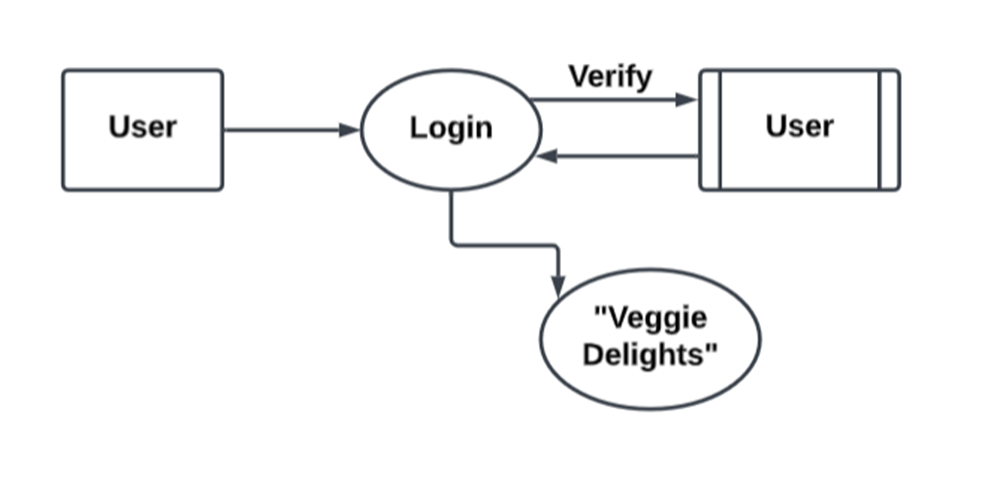 User
Login
Verify
User
"Veggie
Delights"